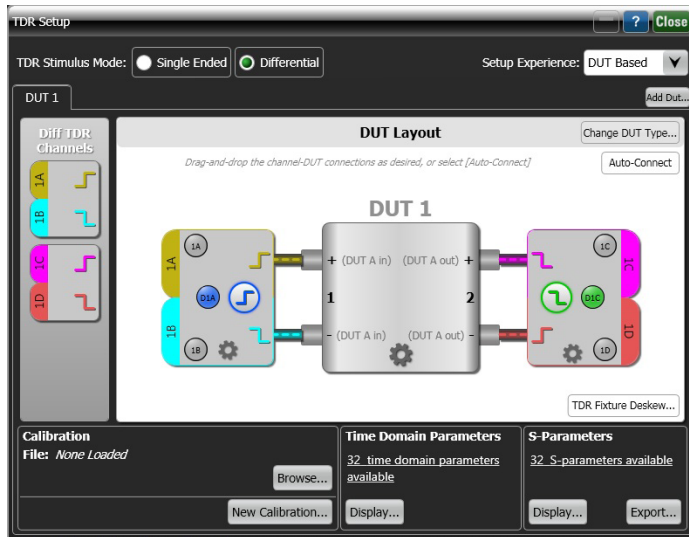 TDR Setup
?
Close
TDR Stimulus Mode:
Single Ended
Differential
Setup Experience:
DUT Based
DUT 1
Add Dut...
Diff TDR
Channels
1A
1B
1C
1D
DUT Layout
Change DUT Type...
Drag-and-drop the channel-DUT connections as desired, or select [Auto-Connect]
Auto-Connect
DUT 1
1A
1A
D1A
1B
1B
+ (DUT A in)
(DUT A out) +
1
2
- (DUT A in)
(DUT A out) -
1C
1C
D1C
1D
1D
TDR Fixture Deskew...
Calibration
File: None Loaded
Browse...
New Calibration...
Time Domain Parameters
32 time domain parameters
available
Display...
S-Parameters
32 S-parameters available
Display...
Export...